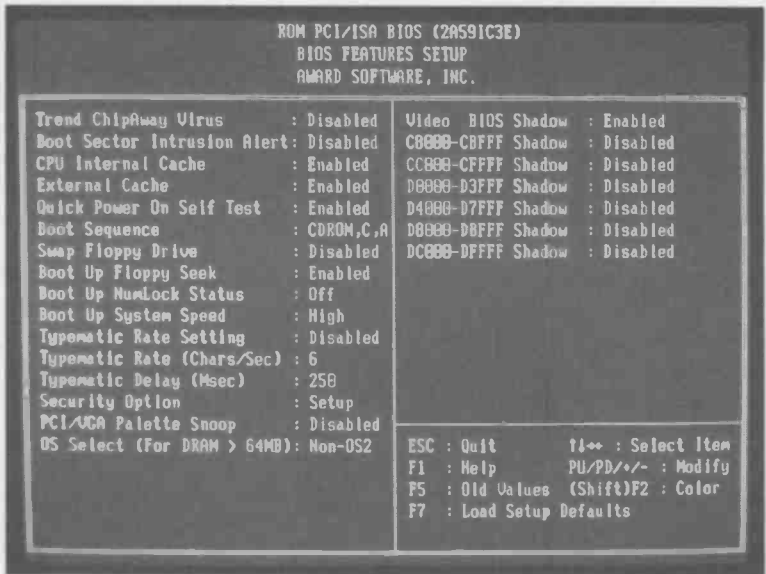 ROM PCI/ISA BIOS (2A59IC3E)
BIOS FEATURES SETUP
AWARD SOFTWARE, INC.
Trend ChipAway Virus : Disabled
Boot Sector Intrusion Alert: Disabled
CPU Internal Cache : Enabled
External Cache : Enabled
Quick Power On Self Test : Enabled
Boot Sequence : CDROM,C,A
Swap Floppy Drive : Disabled
Boot Up Floppy Seek : Enabled
Boot Up NumLock Status : Off
Boot Up System Speed : High
Typematic Rate Setting : Disabled
Typematic Rate (Chars/Sec) : 6
Typematic Delay (Msec) : 250
Security Option : Setup
PCI/VGA Palette Snoop : Disabled
OS Select (For DRAM > 64MB): Non-OS2
Video BIOS Shadow : Enabled
C8000-CBFFF Shadow : Disabled
CC000-CFFFF Shadow : Disabled
D0000-D3FFF Shadow : Disabled
D4000-D7FFF Shadow : Disabled
D8000-DBFFF Shadow : Disabled
DC000-DFFFF Shadow : Disabled
ESC : Quit ↑↓→← : Select Item
F1 : Help PU/PD/+/- : Modify
F5 : Old Values (Shift)F2 : Color
F7 : Load Setup Defaults